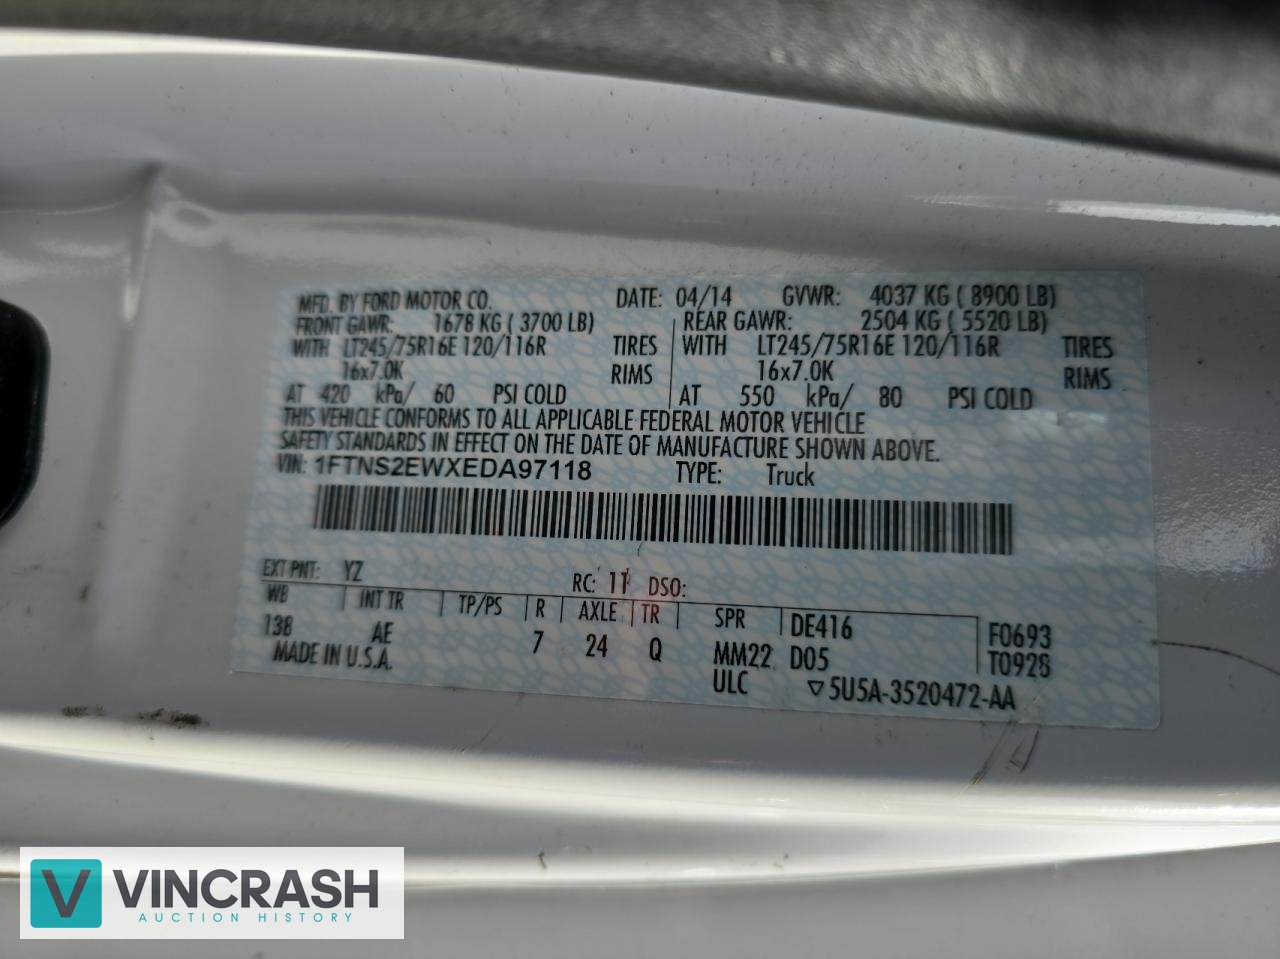 MFD. BY FORD MOTOR CO. DATE: 04/14 GVWR: 4037 KG ( 8900 LB)
FRONT GAWR: 1678 KG ( 3700 LB) REAR GAWR: 2504 KG ( 5520 LB)
WITH LT245/75R16E 120/116R TIRES WITH LT245/75R16E 120/116R TIRES
16x7.0K RIMS 16x7.0K RIMS
AT 420 kPa/ 60 PSI COLD AT 550 kPa/ 80 PSI COLD
THIS VEHICLE CONFORMS TO ALL APPLICABLE FEDERAL MOTOR VEHICLE
SAFETY STANDARDS IN EFFECT ON THE DATE OF MANUFACTURE SHOWN ABOVE.
VIN: 1FTNS2EWXEDA97118 TYPE: Truck
EXT PNT: YZ RC: 11 DSO:
WB INT TR TP/PS R AXLE TR SPR DE416 F0693
138 AE 7 24 Q MM22 D05 T0928
MADE IN U.S.A. ULC ▽5U5A-3520472-AA
V VINCRASH
AUCTION HISTORY